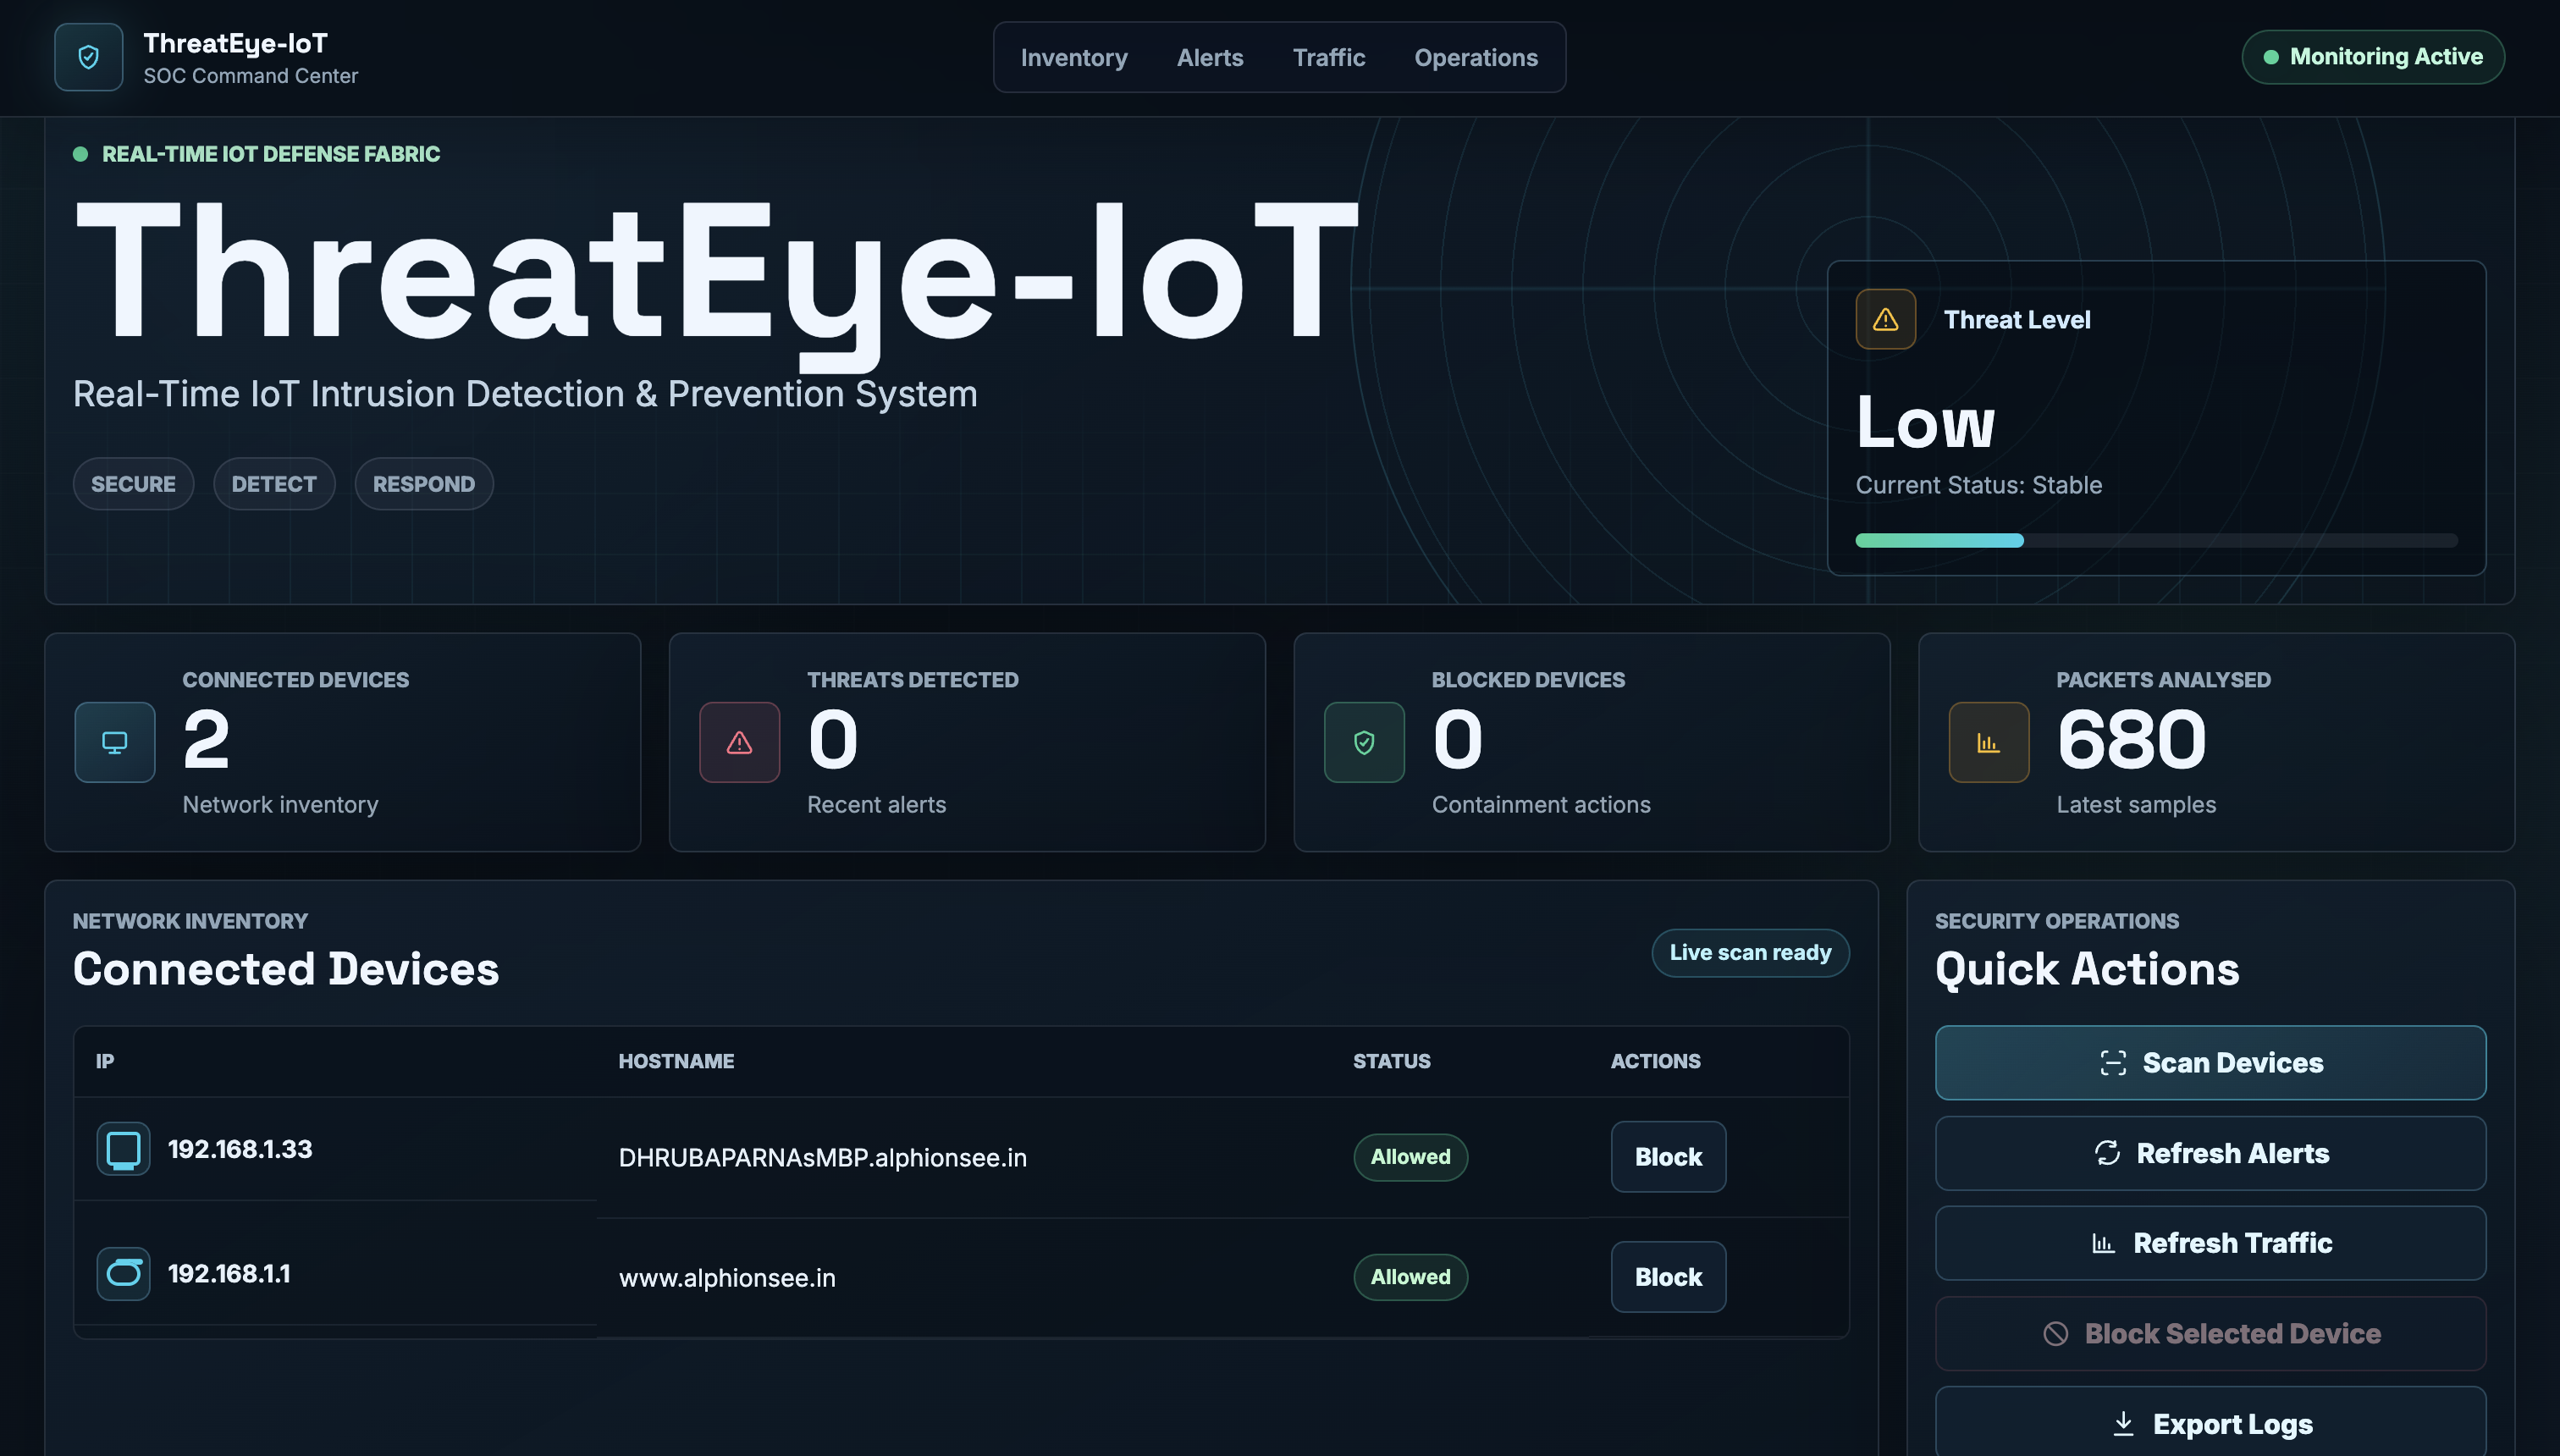 ThreatEye-IoT
SOC Command Center
Inventory Alerts Traffic Operations
Monitoring Active
REAL-TIME IOT DEFENSE FABRIC
ThreatEye-IoT
Real-Time IoT Intrusion Detection & Prevention System
SECURE DETECT RESPOND
Threat Level
Low
Current Status: Stable
CONNECTED DEVICES
2
Network inventory
THREATS DETECTED
0
Recent alerts
BLOCKED DEVICES
0
Containment actions
PACKETS ANALYSED
680
Latest samples
NETWORK INVENTORY
Connected Devices
Live scan ready
IP HOSTNAME STATUS ACTIONS
192.168.1.33 DHRUBAPARNAsMBP.alphionsee.in Allowed Block
192.168.1.1 www.alphionsee.in Allowed Block
SECURITY OPERATIONS
Quick Actions
Scan Devices
Refresh Alerts
Refresh Traffic
Block Selected Device
Export Logs